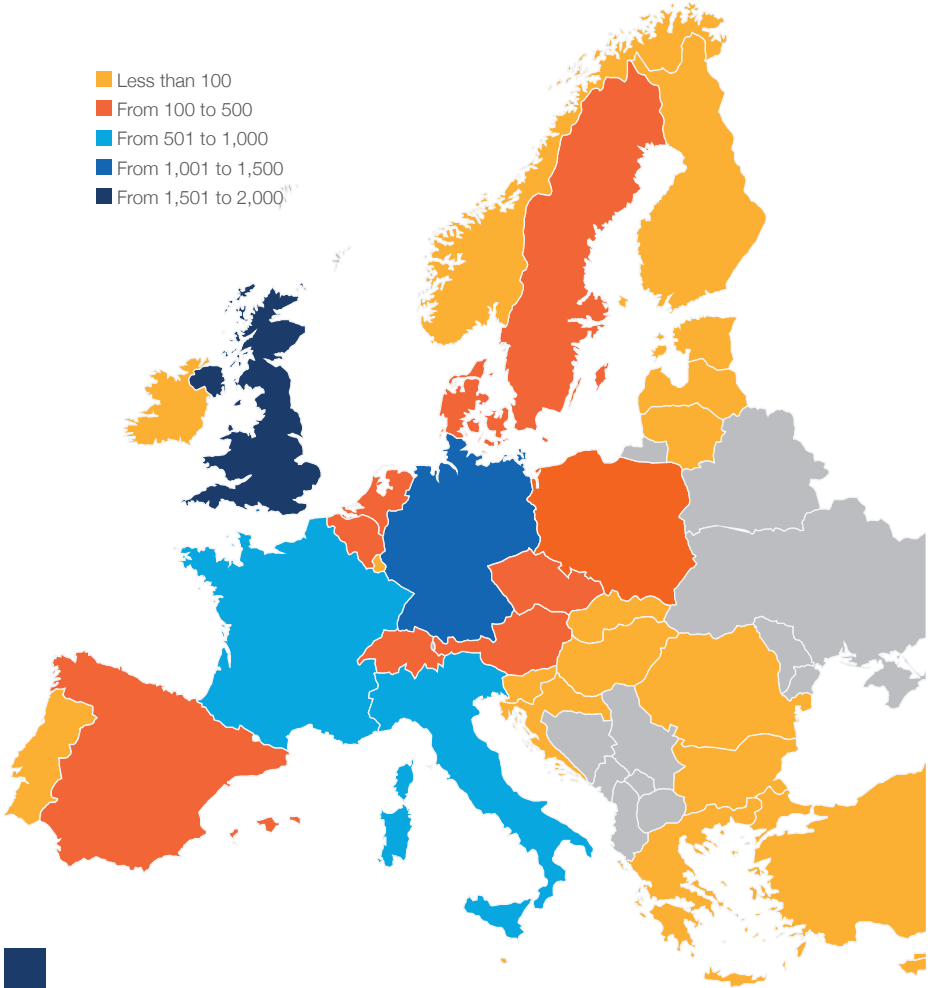 Less than 100
From 100 to 500
From 501 to 1,000
From 1,001 to 1,500
From 1,501 to 2,000